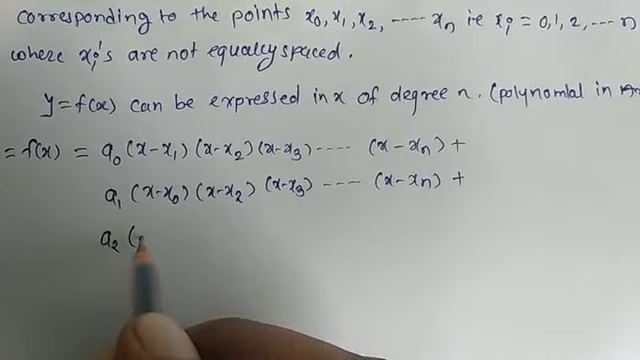 corresponding to the points x₀, x₁, x₂, ---- xₙ ie xᵢ = 0, 1, 2, --- n
where xᵢ's are not equally spaced.
y = f(x) can be expressed in x of degree n. (polynomial in
= f(x) = a₀ (x-x₁) (x-x₂) (x-x₃) ---- (x-xₙ) +
a₁ (x-x₀) (x-x₂) (x-x₃) ---- (x-xₙ) +
a₂ (